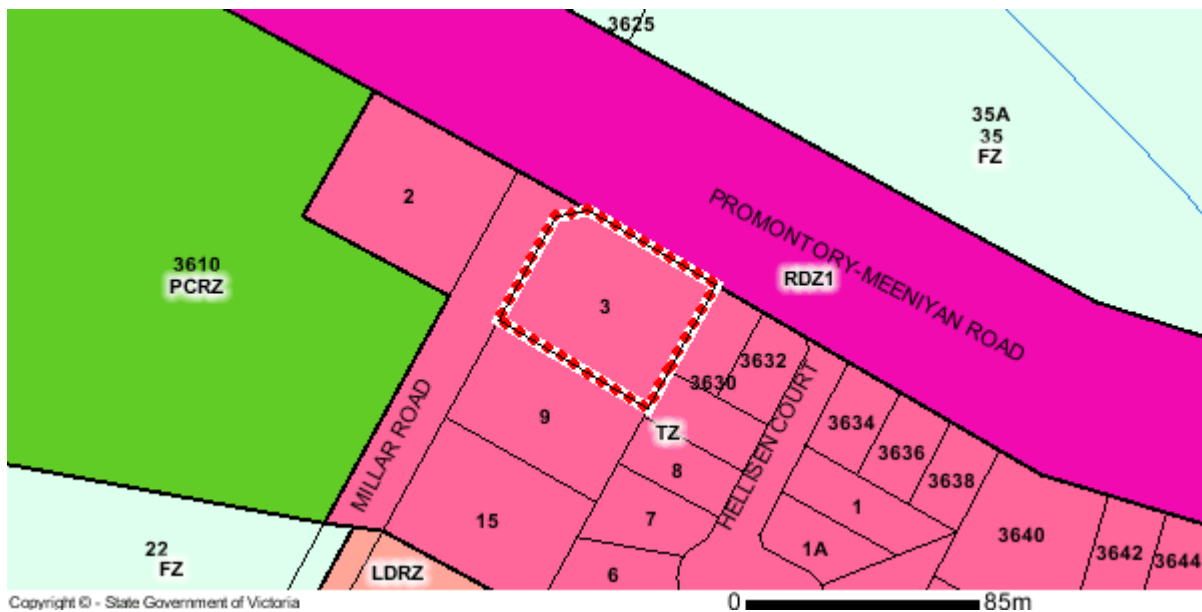 3625
35A
35
FZ
PROMONTORY-MEENIYAN ROAD
RDZ1
2
3610
PCRZ
3
3630
3632
HELLISEN COURT
3634
3636
3638
3640
3642
3644
TZ
9
8
7
6
1
1A
MILLAR ROAD
15
22
FZ
LDRZ
Copyright © - State Government of Victoria
0 85m